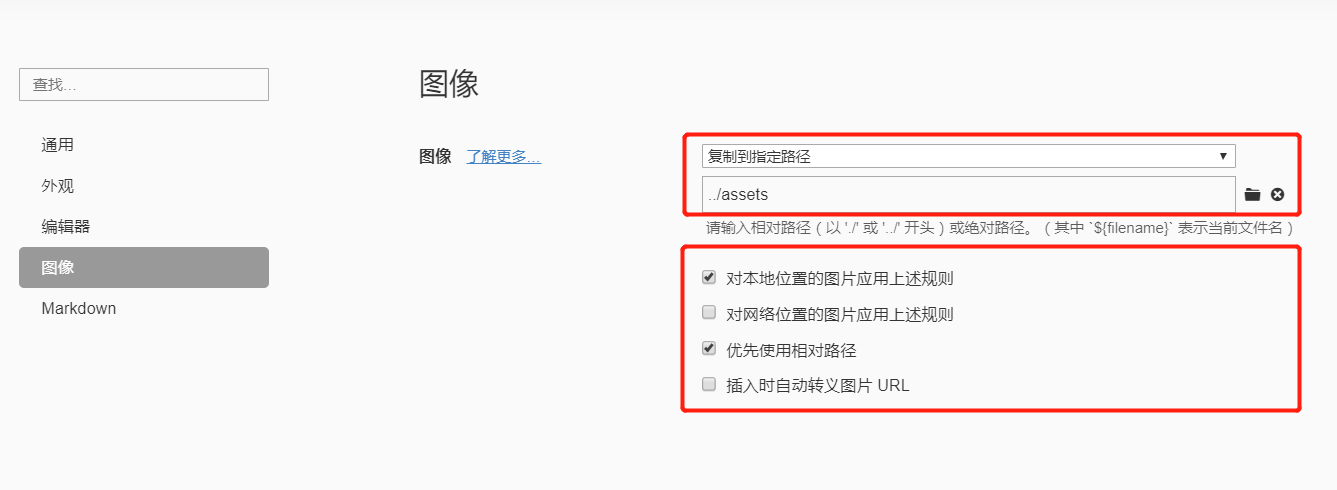 查找...
通用
外观
编辑器
图像
Markdown
图像
图像 了解更多...
复制到指定路径
../assets
请输入相对路径（以 './' 或 '../' 开头）或绝对路径。（其中 `${filename}` 表示当前文件名）
对本地位置的图片应用上述规则
对网络位置的图片应用上述规则
优先使用相对路径
插入时自动转义图片 URL